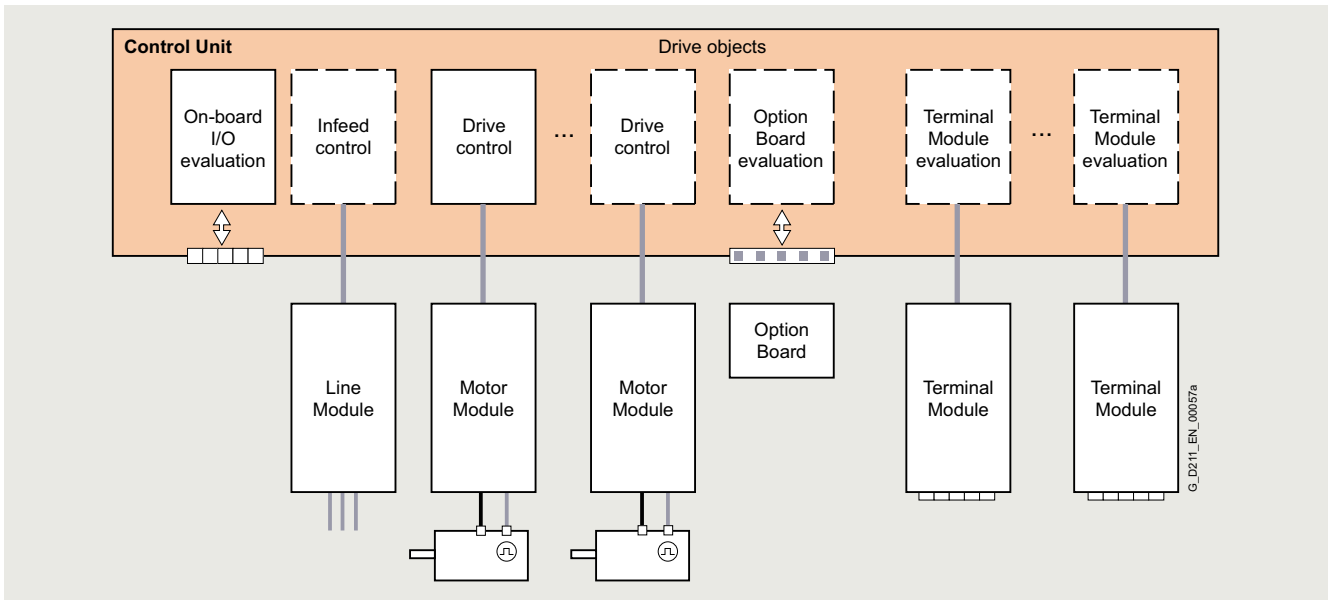 Control Unit
Drive objects
On-board
I/O
evaluation
Infeed
control
Drive
control
...
Drive
control
Option
Board
evaluation
Terminal
Module
evaluation
...
Terminal
Module
evaluation
Line
Module
Motor
Module
Motor
Module
Option
Board
Terminal
Module
Terminal
Module
G_D211_EN_00057a